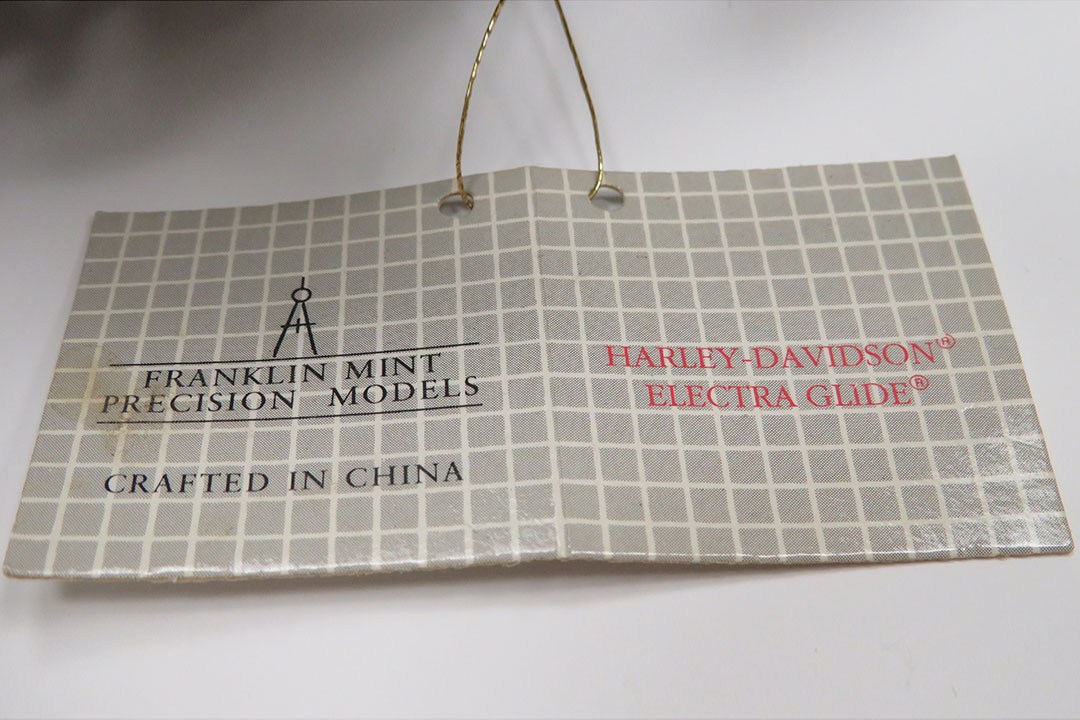 FRANKLIN MINT
PRECISION MODELS
CRAFTED IN CHINA
HARLEY-DAVIDSON®
ELECTRA GLIDE®